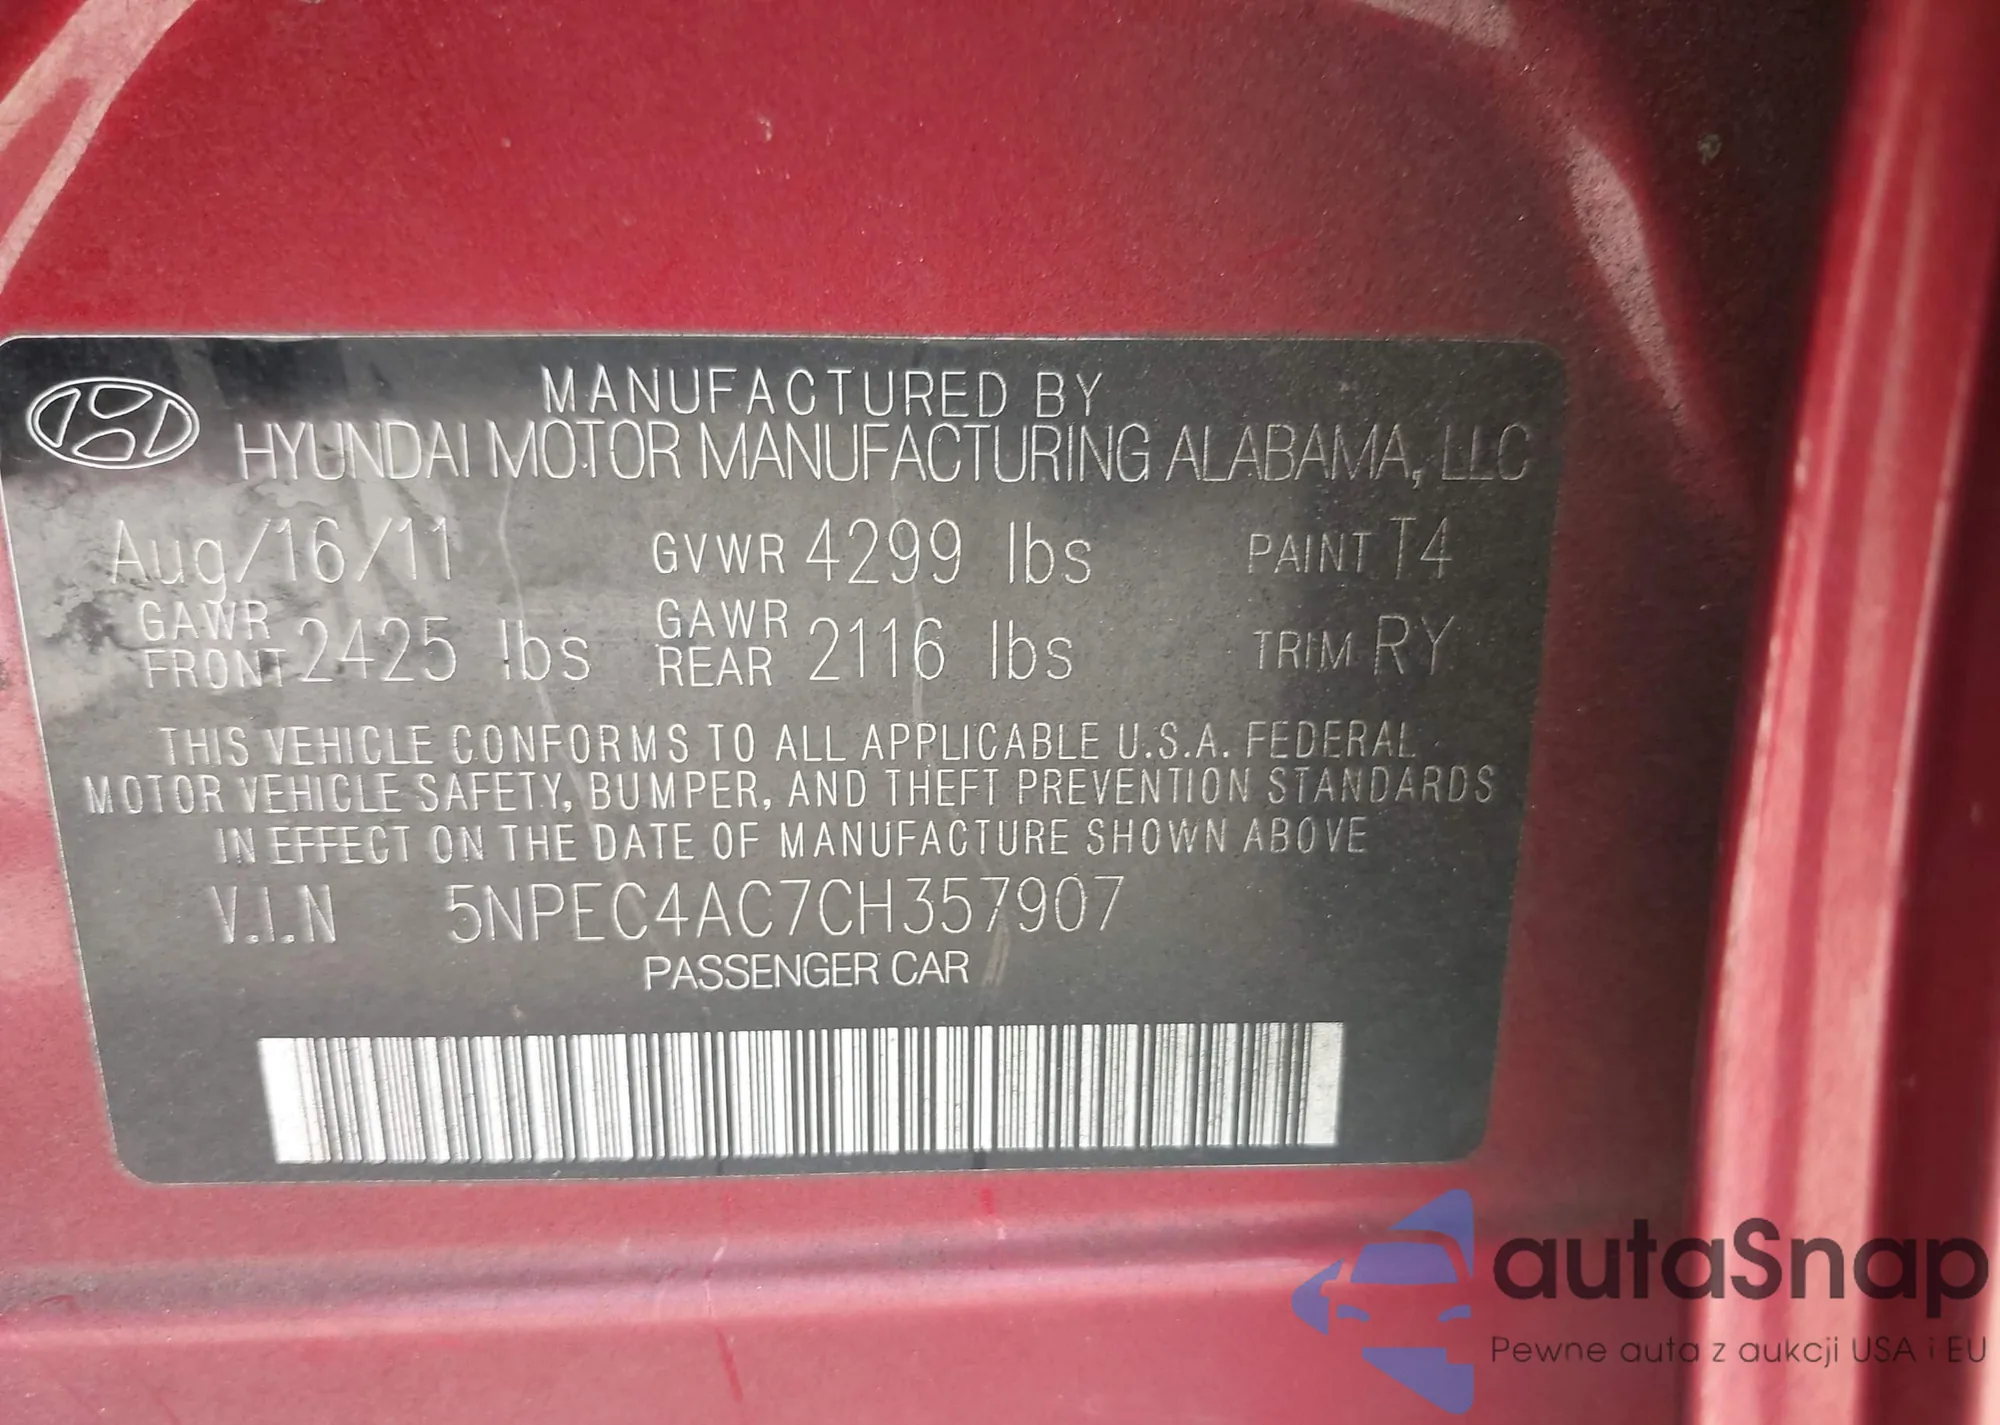 MANUFACTURED BY
HYUNDAI MOTOR MANUFACTURING ALABAMA, LLC
Aug/16/11 GVWR 4299 lbs PAINT T4
GAWR FRONT 2425 lbs GAWR REAR 2116 lbs TRIM RY
THIS VEHICLE CONFORMS TO ALL APPLICABLE U.S.A. FEDERAL
MOTOR VEHICLE SAFETY, BUMPER, AND THEFT PREVENTION STANDARDS
IN EFFECT ON THE DATE OF MANUFACTURE SHOWN ABOVE
V.I.N 5NPEC4AC7CH357907
PASSENGER CAR
autaSnap
Pewne auta z aukcji USA i EU